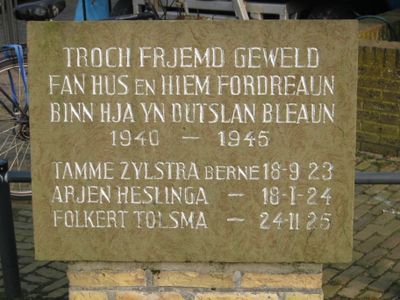 TROCH FRJEMD GEWELD
FAN HUS EN HIEM FORDREAUN
BINN HJA YN DUTSLAN BLEAUN
1940 — 1945
TAMME ZYLSTRA BERNE 18-9 23
ARJEN HESLINGA — 18-1-24
FOLKERT TOLSMA — 24-11 25